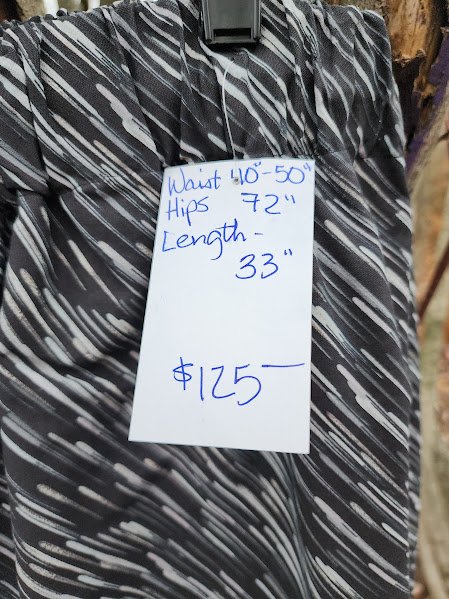 Waist 40"-50"
Hips 72"
Length -
33"
$125—